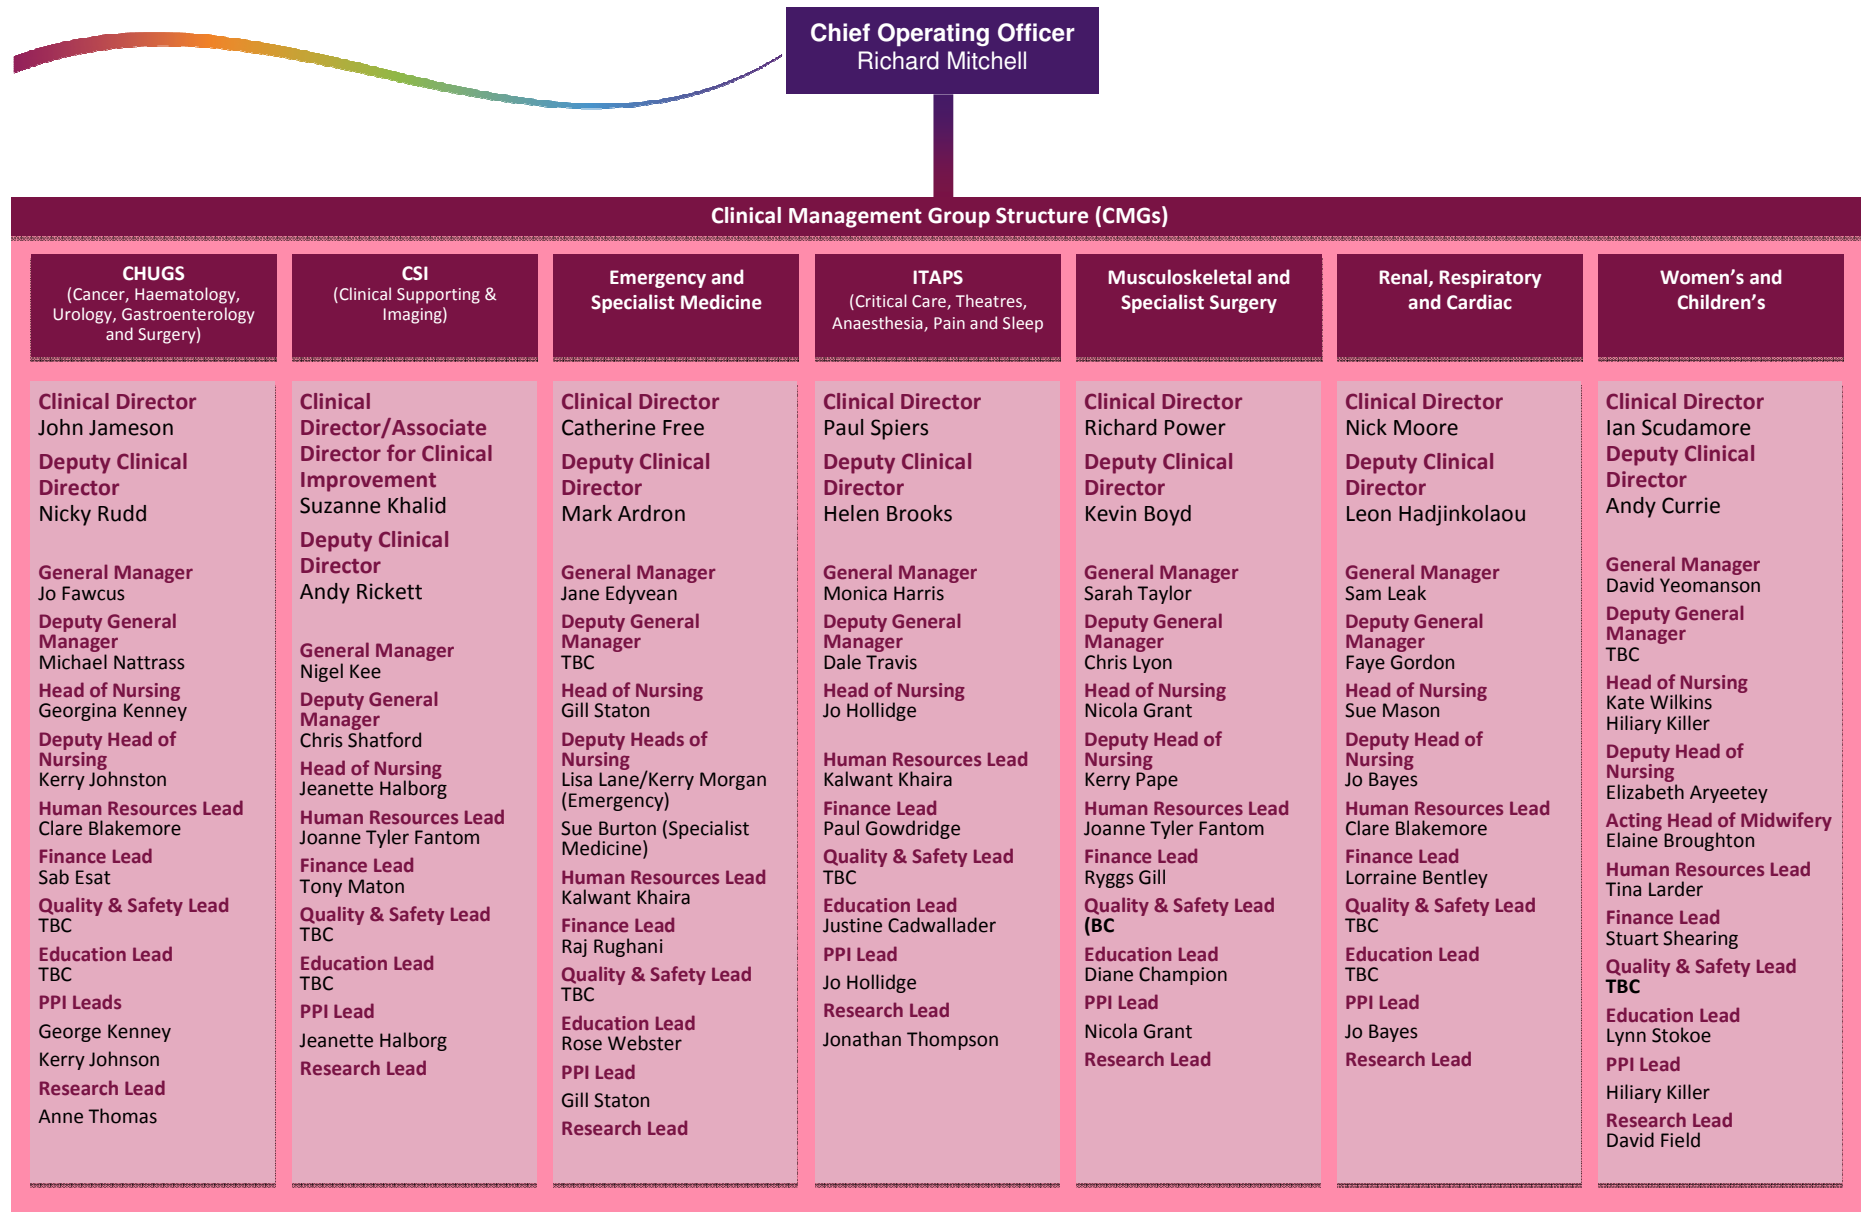 Chief Operating Officer
Richard Mitchell
Clinical Management Group Structure (CMGs)
CHUGS
(Cancer, Haematology,
Urology, Gastroenterology
and Surgery)
CSI
(Clinical Supporting &
Imaging)
Emergency and
Specialist Medicine
ITAPS
(Critical Care, Theatres,
Anaesthesia, Pain and Sleep
Musculoskeletal and
Specialist Surgery
Renal, Respiratory
and Cardiac
Women's and
Children's
Clinical Director
John Jameson
Deputy Clinical
Director
Nicky Rudd
General Manager
Jo Fawcus
Deputy General
Manager
Michael Nattrass
Head of Nursing
Georgina Kenney
Deputy Head of
Nursing
Kerry Johnston
Human Resources Lead
Clare Blakemore
Finance Lead
Sab Esat
Quality & Safety Lead
TBC
Education Lead
TBC
PPI Leads
George Kenney
Kerry Johnson
Research Lead
Anne Thomas
Clinical
Director/Associate
Director for Clinical
Improvement
Suzanne Khalid
Deputy Clinical
Director
Andy Rickett
General Manager
Nigel Kee
Deputy General
Manager
Chris Shatford
Head of Nursing
Jeanette Halborg
Human Resources Lead
Joanne Tyler Fantom
Finance Lead
Tony Maton
Quality & Safety Lead
TBC
Education Lead
TBC
PPI Lead
Jeanette Halborg
Research Lead
Clinical Director
Catherine Free
Deputy Clinical
Director
Mark Ardron
General Manager
Jane Edyvean
Deputy General
Manager
TBC
Head of Nursing
Gill Staton
Deputy Heads of
Nursing
Lisa Lane/Kerry Morgan
(Emergency)
Sue Burton (Specialist
Medicine)
Human Resources Lead
Kalwant Khaira
Finance Lead
Raj Rughani
Quality & Safety Lead
TBC
Education Lead
Rose Webster
PPI Lead
Gill Staton
Research Lead
Clinical Director
Paul Spiers
Deputy Clinical
Director
Helen Brooks
General Manager
Monica Harris
Deputy General
Manager
Dale Travis
Head of Nursing
Jo Hollidge
Human Resources Lead
Kalwant Khaira
Finance Lead
Paul Gowdridge
Quality & Safety Lead
TBC
Education Lead
Justine Cadwallader
PPI Lead
Jo Hollidge
Research Lead
Jonathan Thompson
Clinical Director
Richard Power
Deputy Clinical
Director
Kevin Boyd
General Manager
Sarah Taylor
Deputy General
Manager
Chris Lyon
Head of Nursing
Nicola Grant
Deputy Head of
Nursing
Kerry Pape
Human Resources Lead
Joanne Tyler Fantom
Finance Lead
Ryggs Gill
Quality & Safety Lead
(BC
Education Lead
Diane Champion
PPI Lead
Nicola Grant
Research Lead
Clinical Director
Nick Moore
Deputy Clinical
Director
Leon Hadjinkolaou
General Manager
Sam Leak
Deputy General
Manager
Faye Gordon
Head of Nursing
Sue Mason
Deputy Head of
Nursing
Jo Bayes
Human Resources Lead
Clare Blakemore
Finance Lead
Lorraine Bentley
Quality & Safety Lead
TBC
Education Lead
TBC
PPI Lead
Jo Bayes
Research Lead
Clinical Director
Ian Scudamore
Deputy Clinical
Director
Andy Currie
General Manager
David Yeomanson
Deputy General
Manager
TBC
Head of Nursing
Kate Wilkins
Hiliary Killer
Deputy Head of
Nursing
Elizabeth Aryeetey
Acting Head of Midwifery
Elaine Broughton
Human Resources Lead
Tina Larder
Finance Lead
Stuart Shearing
Quality & Safety Lead
TBC
Education Lead
Lynn Stokoe
PPI Lead
Hiliary Killer
Research Lead
David Field